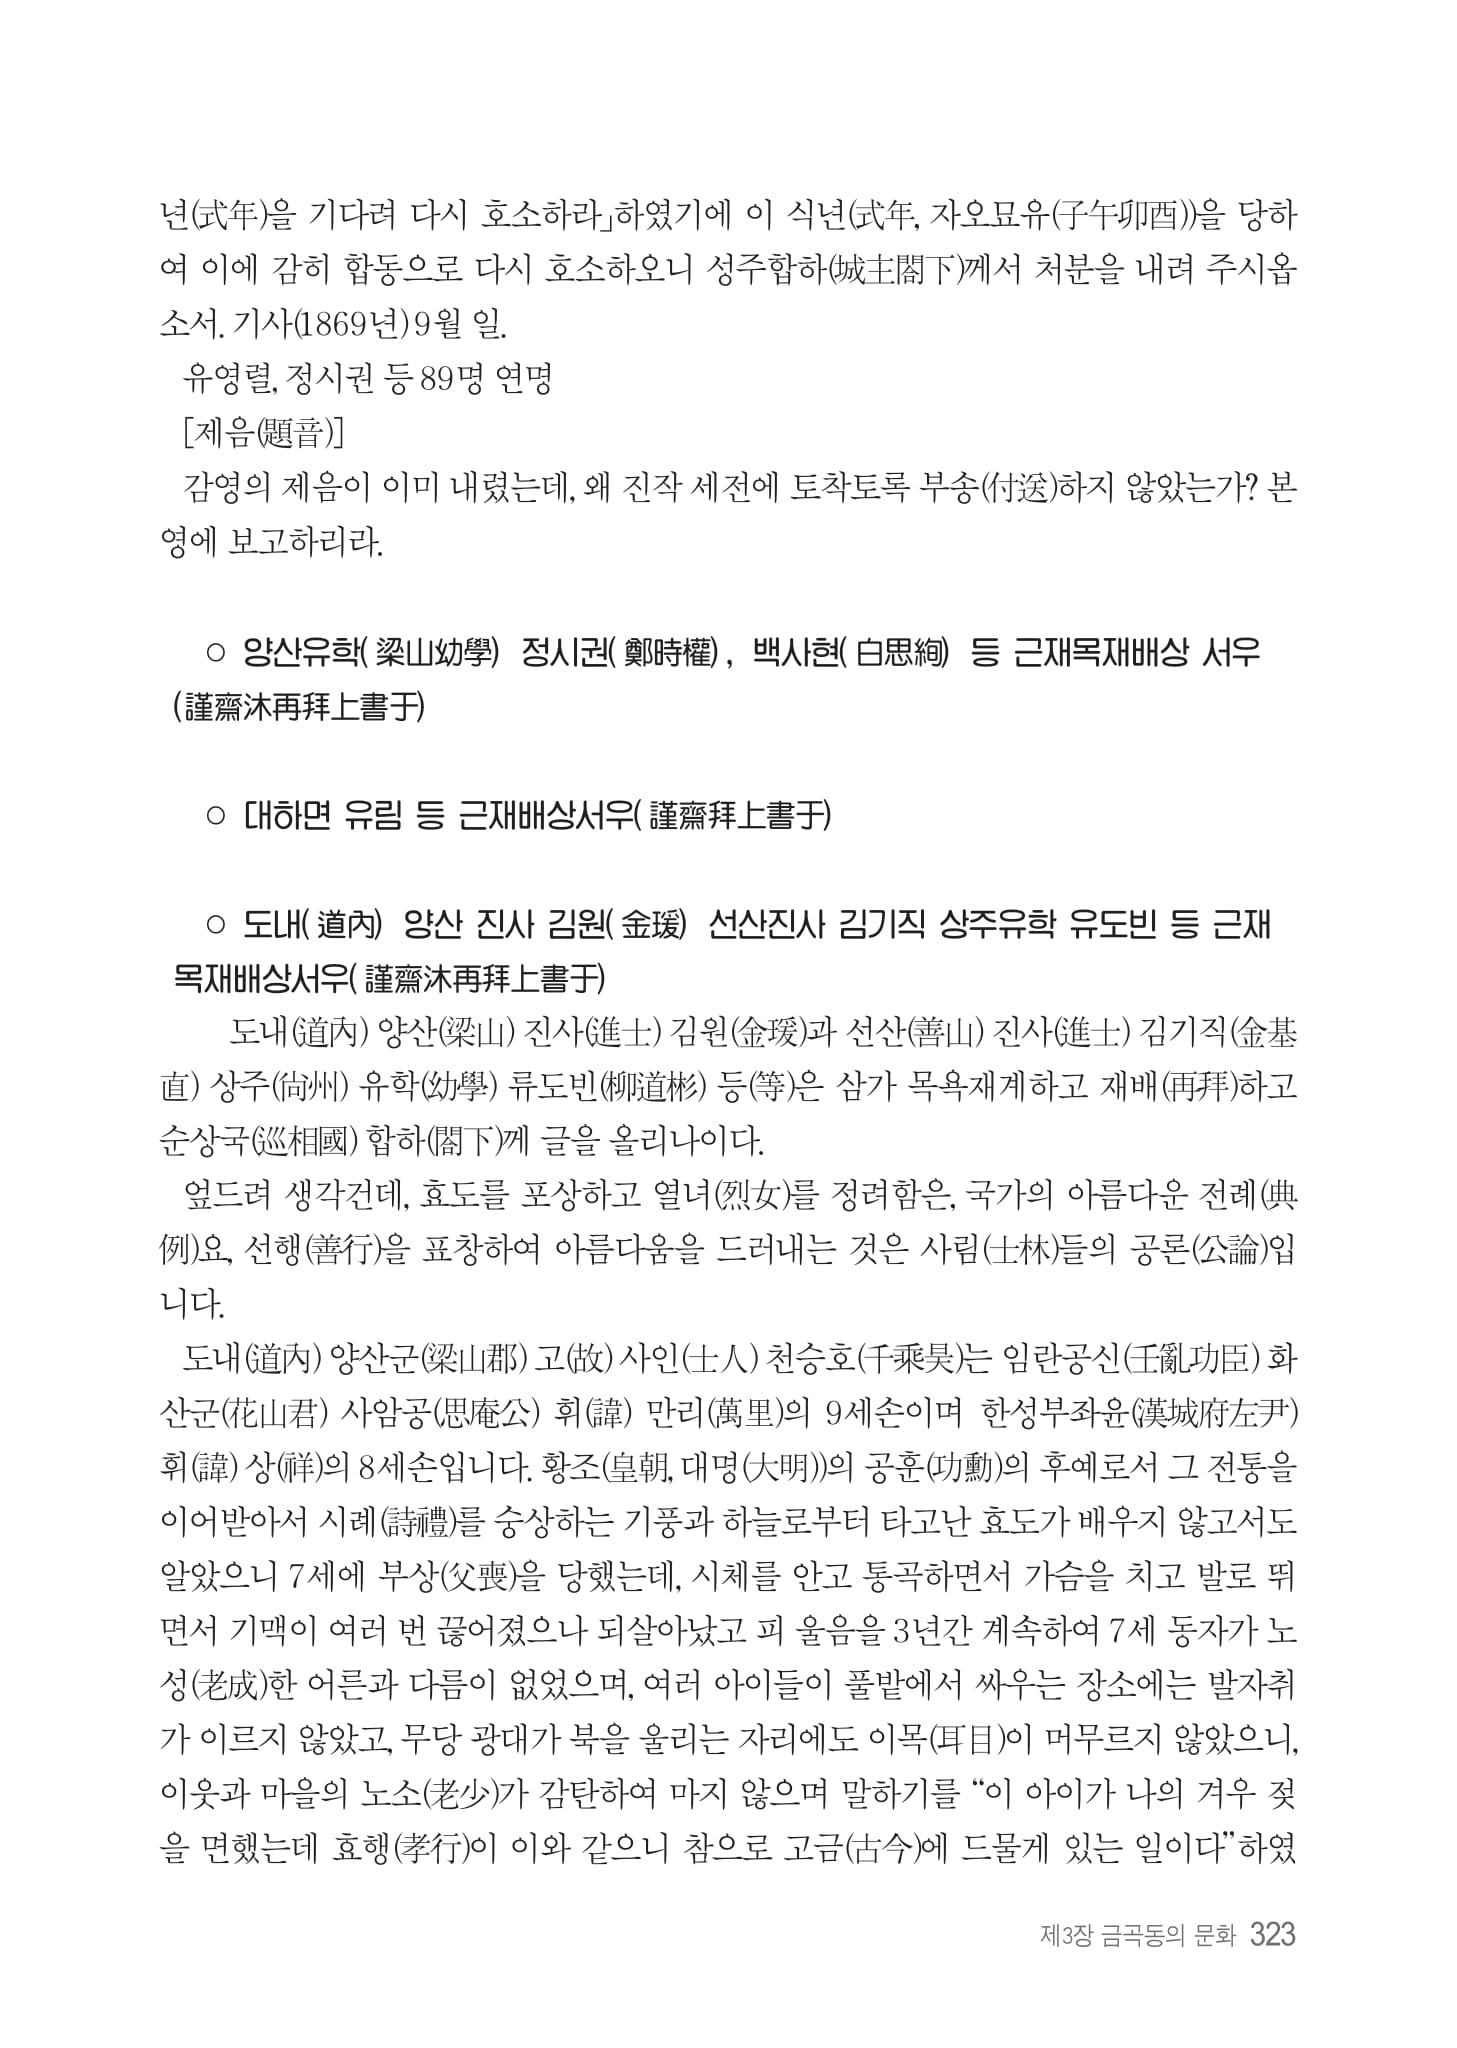 년(式年)을 기다려 다시 호소하라」하였기에 이 식년(式年, 자오묘유(子午卯酉))을 당하
여 이에 감히 합동으로 다시 호소하오니 성주합하(城主閤下)께서 처분을 내려 주시옵
소서. 기사(1869년) 9월 일.
유영렬, 정시권 등 89명 연명
[제음(題音)]
감영의 제음이 이미 내렸는데, 왜 진작 세전에 토착토록 부송(付送)하지 않았는가? 본
영에 보고하리라.
○ 양산유학(梁山幼學) 정시권(鄭時權), 백사현(白思絢) 등 근재목재배상 서우
(謹齋沐再拜上書于)
○ 대하면 유림 등 근재배상서우(謹齋拜上書于)
○ 도내(道內) 양산 진사 김원(金瑗) 선산진사 김기직 상주유학 유도빈 등 근재
목재배상서우(謹齋沐再拜上書于)
도내(道內) 양산(梁山) 진사(進士) 김원(金瑗)과 선산(善山) 진사(進士) 김기직(金基
直) 상주(尙州) 유학(幼學) 류도빈(柳道彬) 등(等)은 삼가 목욕재계하고 재배(再拜)하고
순상국(巡相國) 합하(閤下)께 글을 올리나이다.
엎드려 생각건데, 효도를 포상하고 열녀(烈女)를 정려함은, 국가의 아름다운 전례(典
例)요, 선행(善行)을 표창하여 아름다움을 드러내는 것은 사림(士林)들의 공론(公論)입
니다.
도내(道內) 양산군(梁山郡) 고(故) 사인(士人) 천승호(千乘昊)는 임란공신(壬亂功臣) 화
산군(花山君) 사암공(思庵公) 휘(諱) 만리(萬里)의 9세손이며 한성부좌윤(漢城府左尹)
휘(諱) 상(祥)의 8세손입니다. 황조(皇朝, 대명(大明))의 공훈(功勳)의 후예로서 그 전통을
이어받아서 시례(詩禮)를 숭상하는 기풍과 하늘로부터 타고난 효도가 배우지 않고서도
알았으니 7세에 부상(父喪)을 당했는데, 시체를 안고 통곡하면서 가슴을 치고 발로 뛰
면서 기맥이 여러 번 끊어졌으나 되살아났고 피 울음을 3년간 계속하여 7세 동자가 노
성(老成)한 어른과 다름이 없었으며, 여러 아이들이 풀밭에서 싸우는 장소에는 발자취
가 이르지 않았고, 무당 광대가 북을 울리는 자리에도 이목(耳目)이 머무르지 않았으니,
이웃과 마을의 노소(老少)가 감탄하여 마지 않으며 말하기를 “이 아이가 나의 겨우 젖
을 면했는데 효행(孝行)이 이와 같으니 참으로 고금(古今)에 드물게 있는 일이다”하였
제3장 금곡동의 문화 323